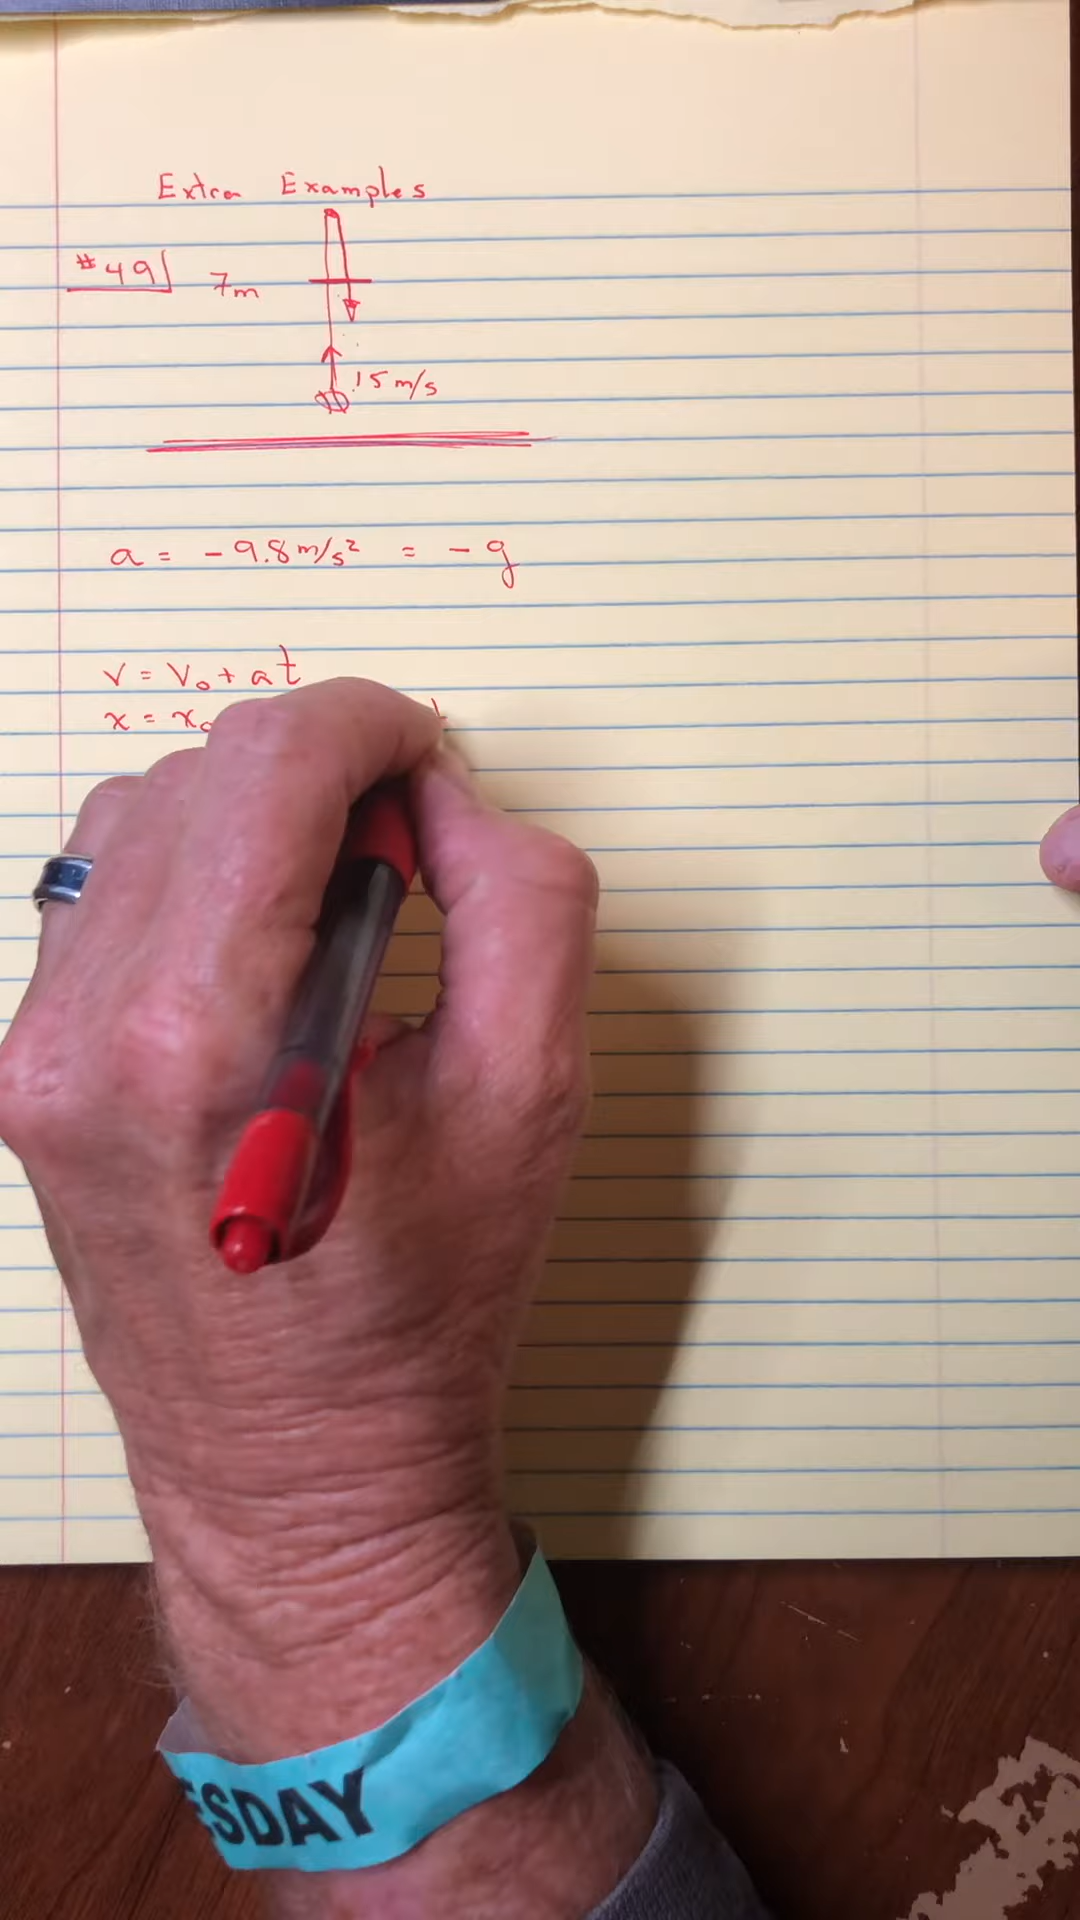 Extra Examples
#49 7m
15 m/s
a = -9.8 m/s² = -g
v = v₀ + at
x = x₀ t
ESDAY